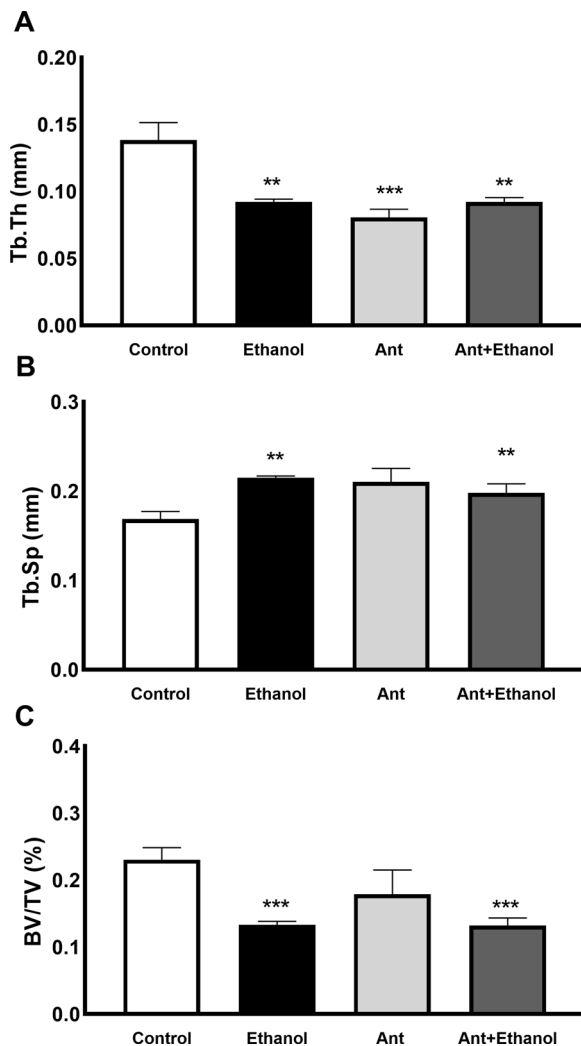 A
0.20
0.15
0.10
0.05
0.00
Tb.Th (mm)
** *** **
Control Ethanol Ant Ant+Ethanol
B
0.3
0.2
0.1
0.0
Tb.Sp (mm)
** **
Control Ethanol Ant Ant+Ethanol
C
0.4
0.3
0.2
0.1
0.0
BV/TV (%)
*** ***
Control Ethanol Ant Ant+Ethanol